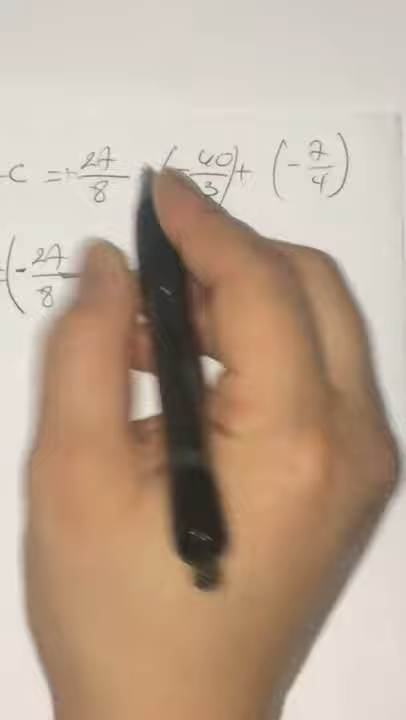 -C = -27/8 (-40/3) + (-7/4)
=(-27/8